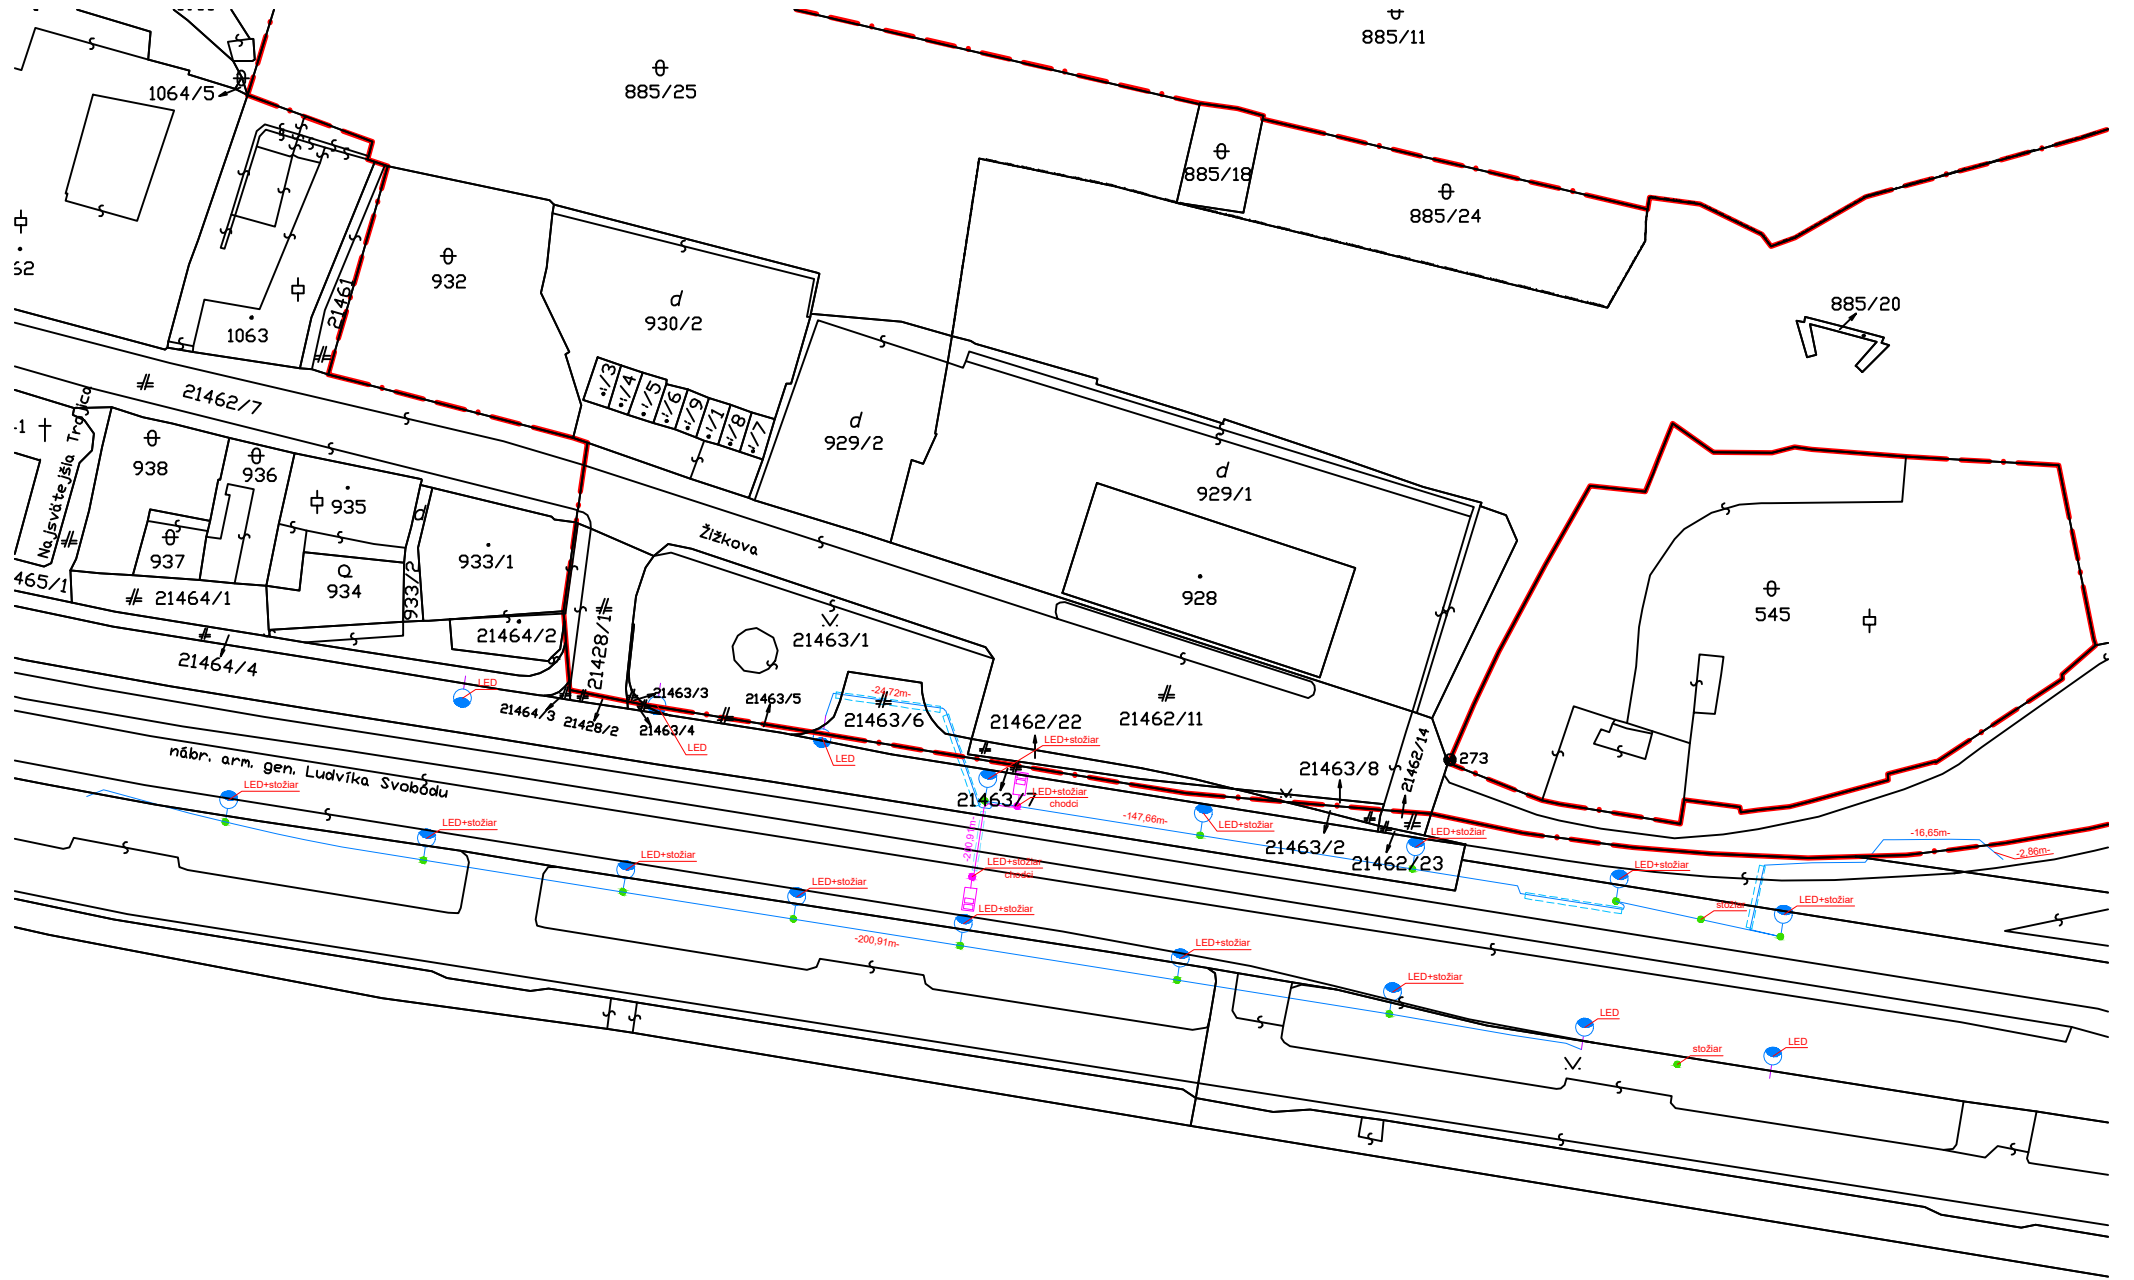 885/11
885/25
1064/5
885/18
885/24
932
885/20
930/2
1063
21461
62
/3
/4
/5
/6
/9
/1
/8
/7
21462/7
929/2
929/1
-1
938
936
935
Najsvätejšia Trojica
Žižkova
937
933/1
934
933/2
465/1
21464/1
928
545
21464/2
21428/1
21463/1
21464/4
LED
21463/3
21463/5
-24,72m-
21463/6
21462/22
21462/11
21464/3
21428/2
21463/4
LED
LED
LED+stožiar
21462/14
273
21463/8
nábr. arm. gen. Ludvíka Svobodu
LED+stožiar
21463/7
LED+stožiar
chodci
-147,66m-
LED+stožiar
LED+stožiar
-16,65m-
-2,86m-
LED+stožiar
21463/2
21462/23
LED+stožiar
LED+stožiar
chodci
LED+stožiar
LED+stožiar
stožiar
LED+stožiar
LED+stožiar
-200,91m-
LED+stožiar
LED+stožiar
LED
stožiar
LED